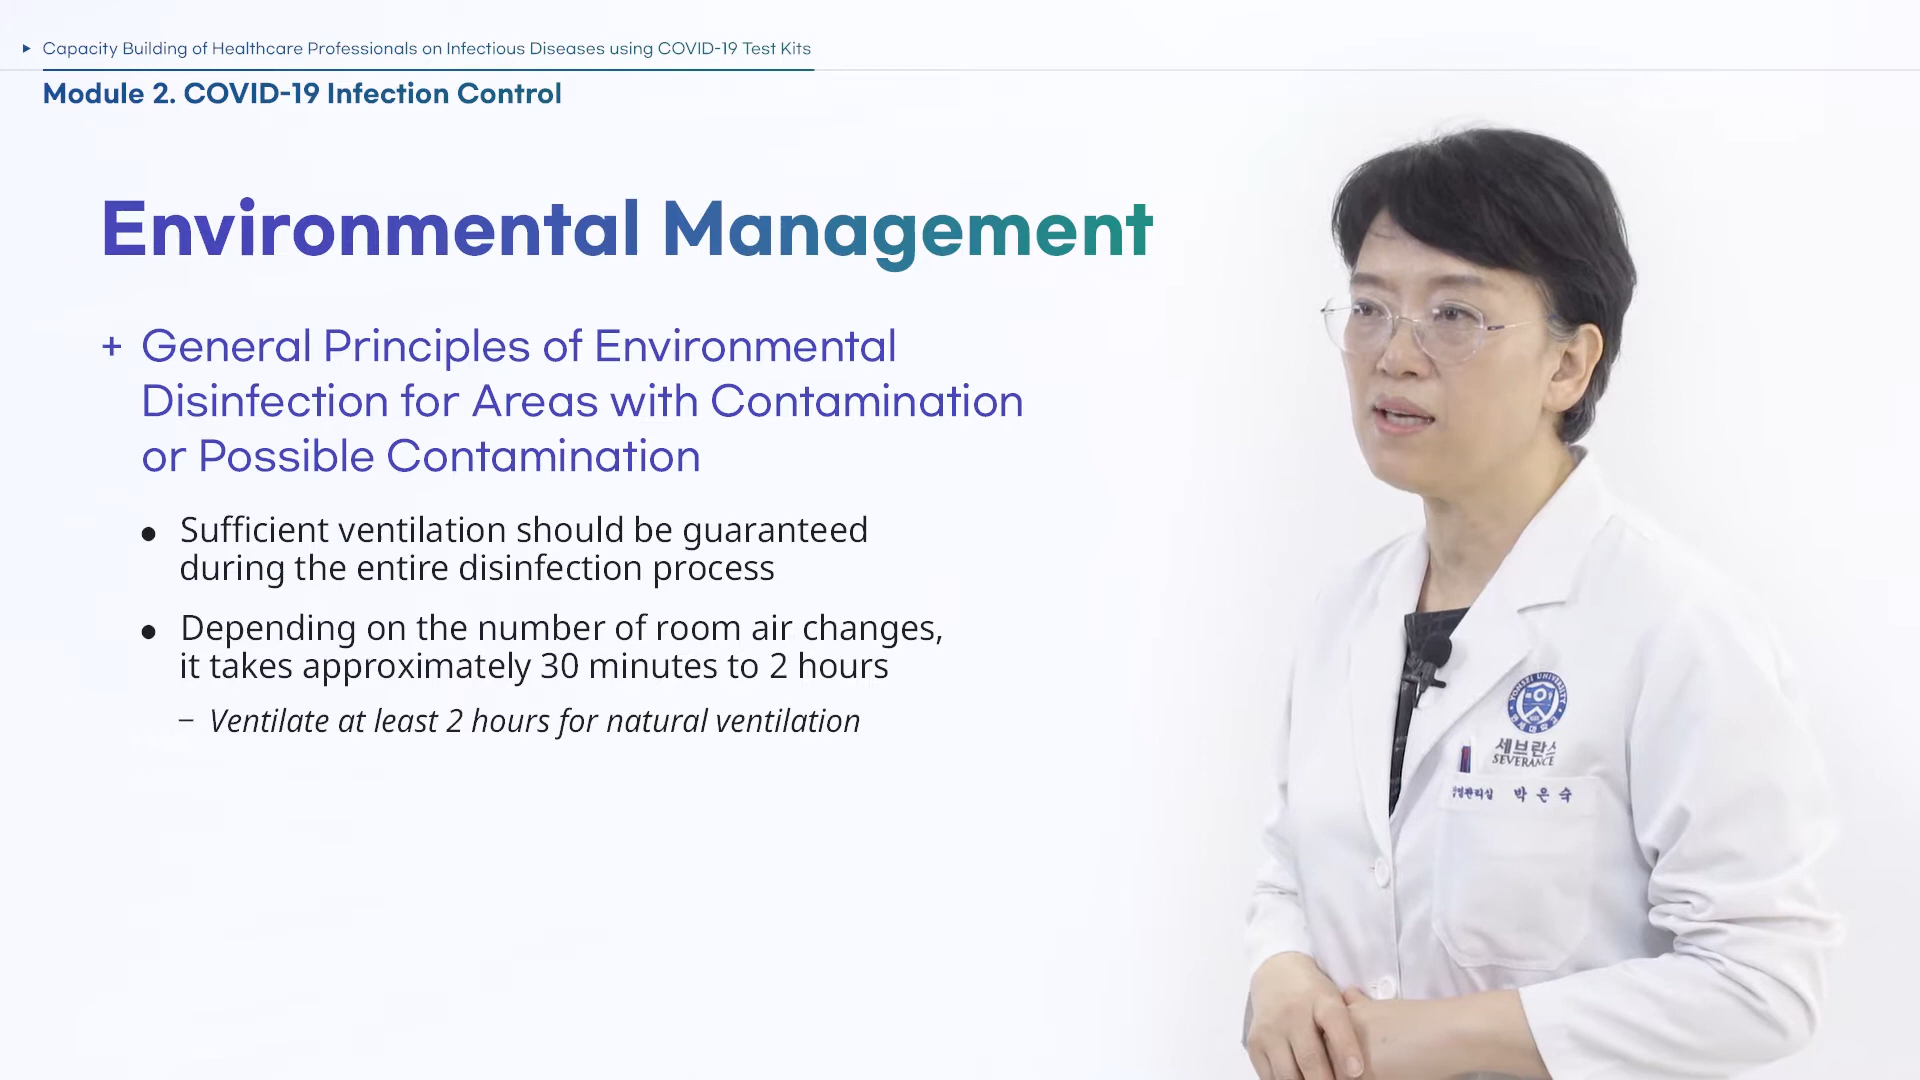 Capacity Building of Healthcare Professionals on Infectious Diseases using COVID-19 Test Kits
Module 2. COVID-19 Infection Control
Environmental Management
+ General Principles of Environmental
Disinfection for Areas with Contamination
or Possible Contamination
• Sufficient ventilation should be guaranteed
during the entire disinfection process
• Depending on the number of room air changes,
it takes approximately 30 minutes to 2 hours
– Ventilate at least 2 hours for natural ventilation
YONSEI UNIVERSITY
세브란스
SEVERANCE
박은숙